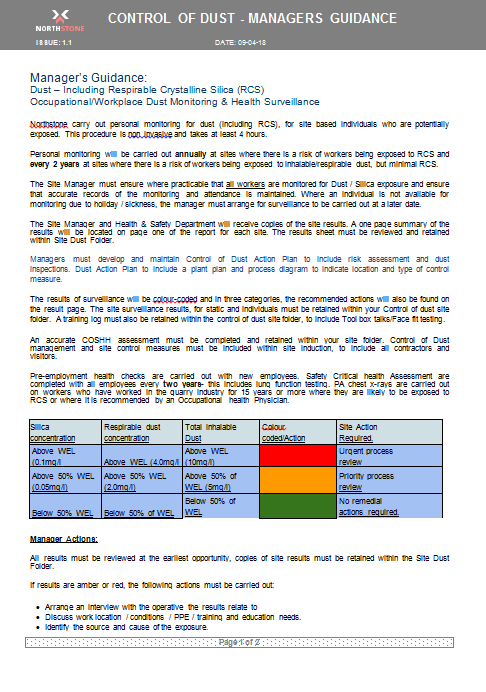 CONTROL OF DUST - MANAGERS GUIDANCE
NORTHSTONE
ISSUE: 1.1
DATE: 09-04-18
Manager's Guidance:
Dust – Including Respirable Crystalline Silica (RCS)
Occupational/Workplace Dust Monitoring & Health Surveillance
Northstone carry out personal monitoring for dust (Including RCS), for site based individuals who are potentially
exposed. This procedure is non invasive and takes at least 4 hours.
Personal monitoring will be carried out annually at sites where there is a risk of workers being exposed to RCS and
every 2 years at sites where there is a risk of workers being exposed to inhalable/respirable dust, but minimal RCS.
The Site Manager must ensure where practicable that all workers are monitored for Dust / Silica exposure and ensure
that accurate records of the monitoring and attendance is maintained. Where an individual is not available for
monitoring due to holiday / sickness, the manager must arrange for surveillance to be carried out at a later date.
The Site Manager and Health & Safety Department will receive copies of the site results. A one page summary of the
results will be located on page one of the report for each site. The results sheet must be reviewed and retained
within Site Dust Folder.
Managers must develop and maintain Control of Dust Action Plan to include risk assessment and dust
inspections. Dust Action Plan to include a plant plan and process diagram to indicate location and type of control
measure.
The results of surveillance will be colour-coded and in three categories, the recommended actions will also be found on
the result page. The site surveillance results, for static and individuals must be retained within your Control of dust site
folder. A training log must also be retained within the control of dust site folder, to include Tool box talks/Face fit testing.
An accurate COSHH assessment must be completed and retained within your site folder. Control of Dust
management and site control measures must be included within site induction, to include all contractors and
visitors.
Pre-employment health checks are carried out with new employees. Safety Critical health Assessment are
completed with all employees every two years- this includes lung function testing. PA chest x-rays are carried out
on workers who have worked in the quarry industry for 15 years or more where they are likely to be exposed to
RCS or where it is recommended by an Occupational health Physician.
Silica concentration
Respirable dust concentration
Total Inhalable Dust
Colour coded/Action
Site Action Required.
Above WEL (0.1mg/l
Above WEL (4.0mg/l
Above WEL (10mg/l)
Urgent process review
Above 50% WEL (0.05mg/l)
Above 50% WEL (2.0mg/l)
Above 50% of WEL (5mg/l)
Priority process review
Below 50% WEL
Below 50% of WEL
Below 50% of WEL
No remedial actions required.
Manager Actions:
All results must be reviewed at the earliest opportunity, copies of site results must be retained within the Site Dust
Folder.
If results are amber or red, the following actions must be carried out:
• Arrange an interview with the operative the results relate to
• Discuss work location / conditions / PPE / training and education needs.
• Identify the source and cause of the exposure.
Page 1 of 2